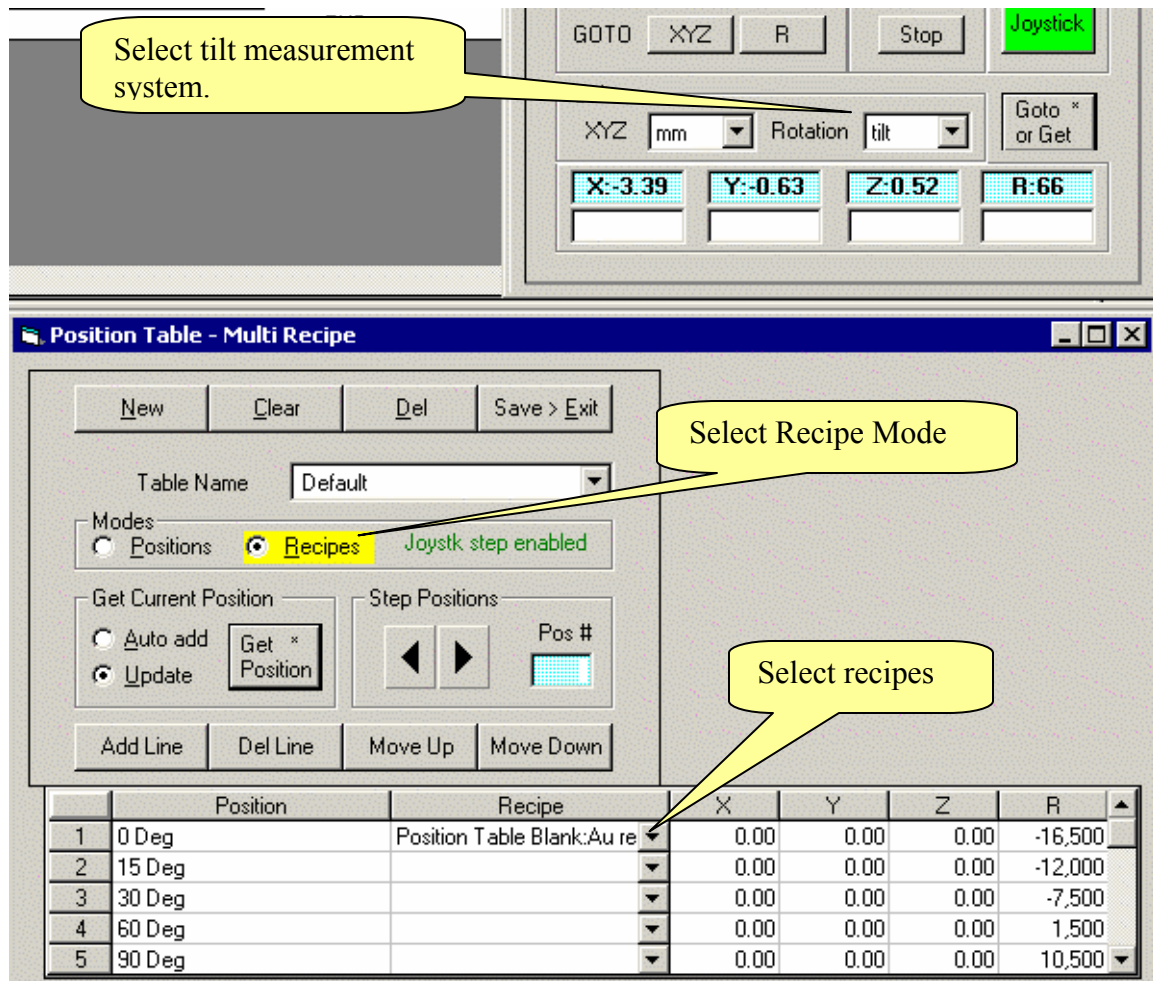 Select tilt measurement
system.
GOTO XYZ R Stop Joystick
XYZ mm Rotation tilt Goto *
or Get
X:-3.39 Y:-0.63 Z:0.52 R:66
Position Table - Multi Recipe
New Clear Del Save > Exit
Select Recipe Mode
Table Name Default
Modes
Positions Recipes Joystk step enabled
Get Current Position Step Positions
Auto add Get * Pos #
Update Position
Select recipes
Add Line Del Line Move Up Move Down
Position Recipe X Y Z R
1 0 Deg Position Table Blank:Au re 0.00 0.00 0.00 -16,500
2 15 Deg 0.00 0.00 0.00 -12,000
3 30 Deg 0.00 0.00 0.00 -7,500
4 60 Deg 0.00 0.00 0.00 1,500
5 90 Deg 0.00 0.00 0.00 10,500